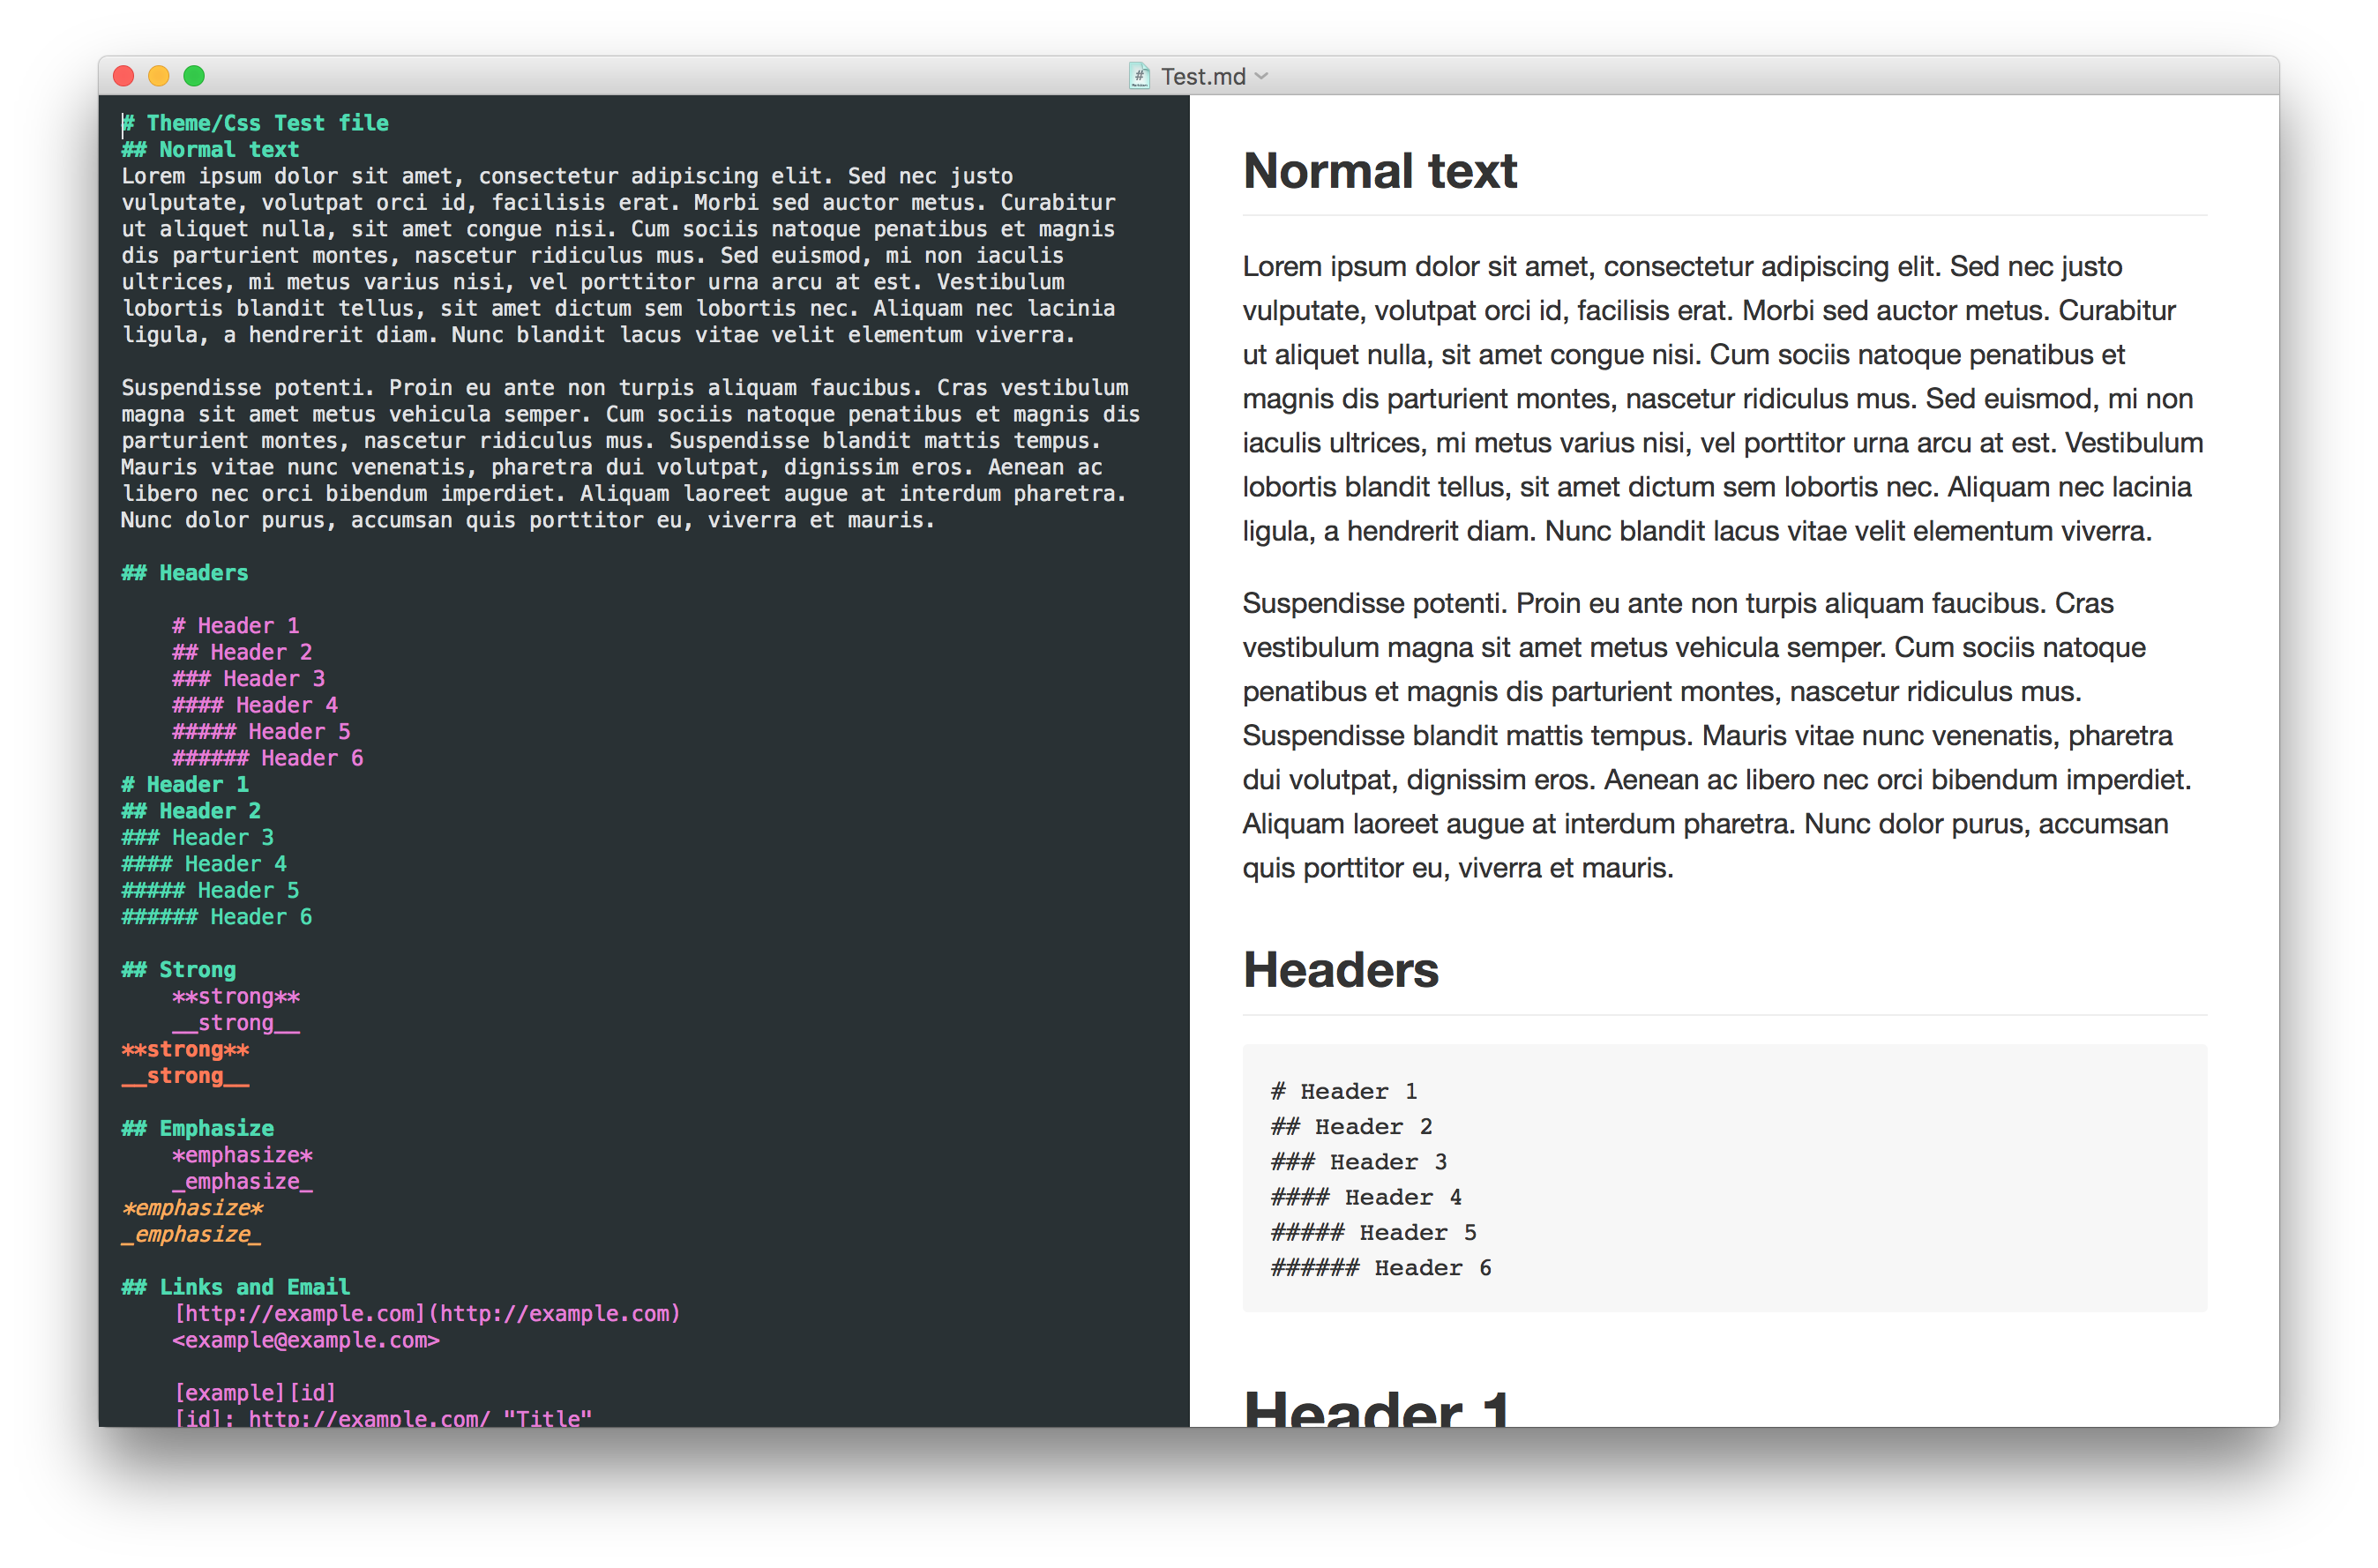 Test.md
# Theme/Css Test file
## Normal text
Lorem ipsum dolor sit amet, consectetur adipiscing elit. Sed nec justo
vulputate, volutpat orci id, facilisis erat. Morbi sed auctor metus. Curabitur
ut aliquet nulla, sit amet congue nisi. Cum sociis natoque penatibus et magnis
dis parturient montes, nascetur ridiculus mus. Sed euismod, mi non iaculis
ultrices, mi metus varius nisi, vel porttitor urna arcu at est. Vestibulum
lobortis blandit tellus, sit amet dictum sem lobortis nec. Aliquam nec lacinia
ligula, a hendrerit diam. Nunc blandit lacus vitae velit elementum viverra.
Suspendisse potenti. Proin eu ante non turpis aliquam faucibus. Cras vestibulum
magna sit amet metus vehicula semper. Cum sociis natoque penatibus et magnis dis
parturient montes, nascetur ridiculus mus. Suspendisse blandit mattis tempus.
Mauris vitae nunc venenatis, pharetra dui volutpat, dignissim eros. Aenean ac
libero nec orci bibendum imperdiet. Aliquam laoreet augue at interdum pharetra.
Nunc dolor purus, accumsan quis porttitor eu, viverra et mauris.
## Headers
# Header 1
## Header 2
### Header 3
#### Header 4
##### Header 5
###### Header 6
# Header 1
## Header 2
### Header 3
#### Header 4
##### Header 5
###### Header 6
## Strong
**strong**
__strong__
**strong**
__strong__
## Emphasize
*emphasize*
_emphasize_
*emphasize*
_emphasize_
## Links and Email
[http://example.com](http://example.com)
<example@example.com>
[example][id]
[id]: http://example.com/ "Title"
Normal text
Lorem ipsum dolor sit amet, consectetur adipiscing elit. Sed nec justo
vulputate, volutpat orci id, facilisis erat. Morbi sed auctor metus. Curabitur
ut aliquet nulla, sit amet congue nisi. Cum sociis natoque penatibus et
magnis dis parturient montes, nascetur ridiculus mus. Sed euismod, mi non
iaculis ultrices, mi metus varius nisi, vel porttitor urna arcu at est. Vestibulum
lobortis blandit tellus, sit amet dictum sem lobortis nec. Aliquam nec lacinia
ligula, a hendrerit diam. Nunc blandit lacus vitae velit elementum viverra.
Suspendisse potenti. Proin eu ante non turpis aliquam faucibus. Cras
vestibulum magna sit amet metus vehicula semper. Cum sociis natoque
penatibus et magnis dis parturient montes, nascetur ridiculus mus.
Suspendisse blandit mattis tempus. Mauris vitae nunc venenatis, pharetra
dui volutpat, dignissim eros. Aenean ac libero nec orci bibendum imperdiet.
Aliquam laoreet augue at interdum pharetra. Nunc dolor purus, accumsan
quis porttitor eu, viverra et mauris.
Headers
# Header 1
## Header 2
### Header 3
#### Header 4
##### Header 5
###### Header 6
Header 1